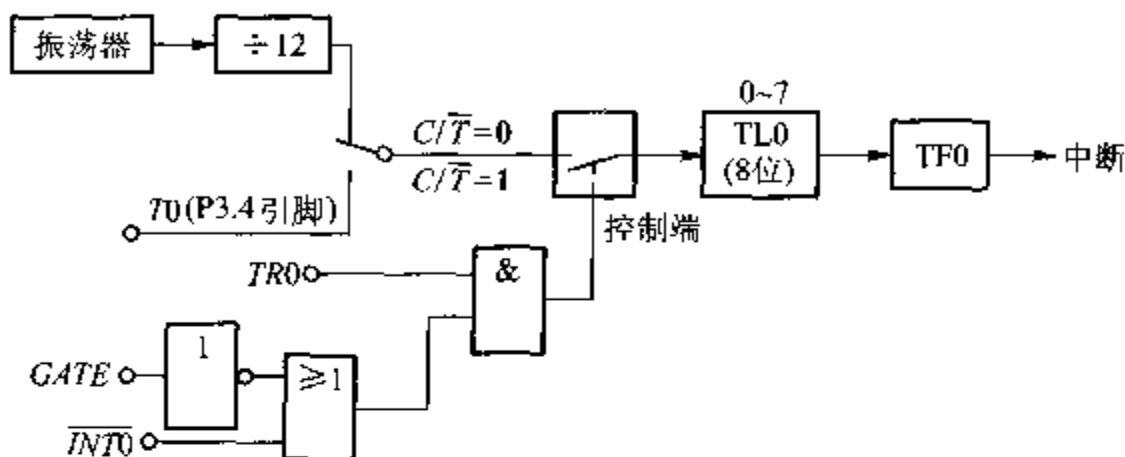 振荡器
÷12
0~7
C/T̅=0
C/T̅=1
TL0
(8位)
TF0
中断
T0(P3.4引脚)
控制端
TR0
&
1
GATE
≥1
I̅N̅T̅0̅